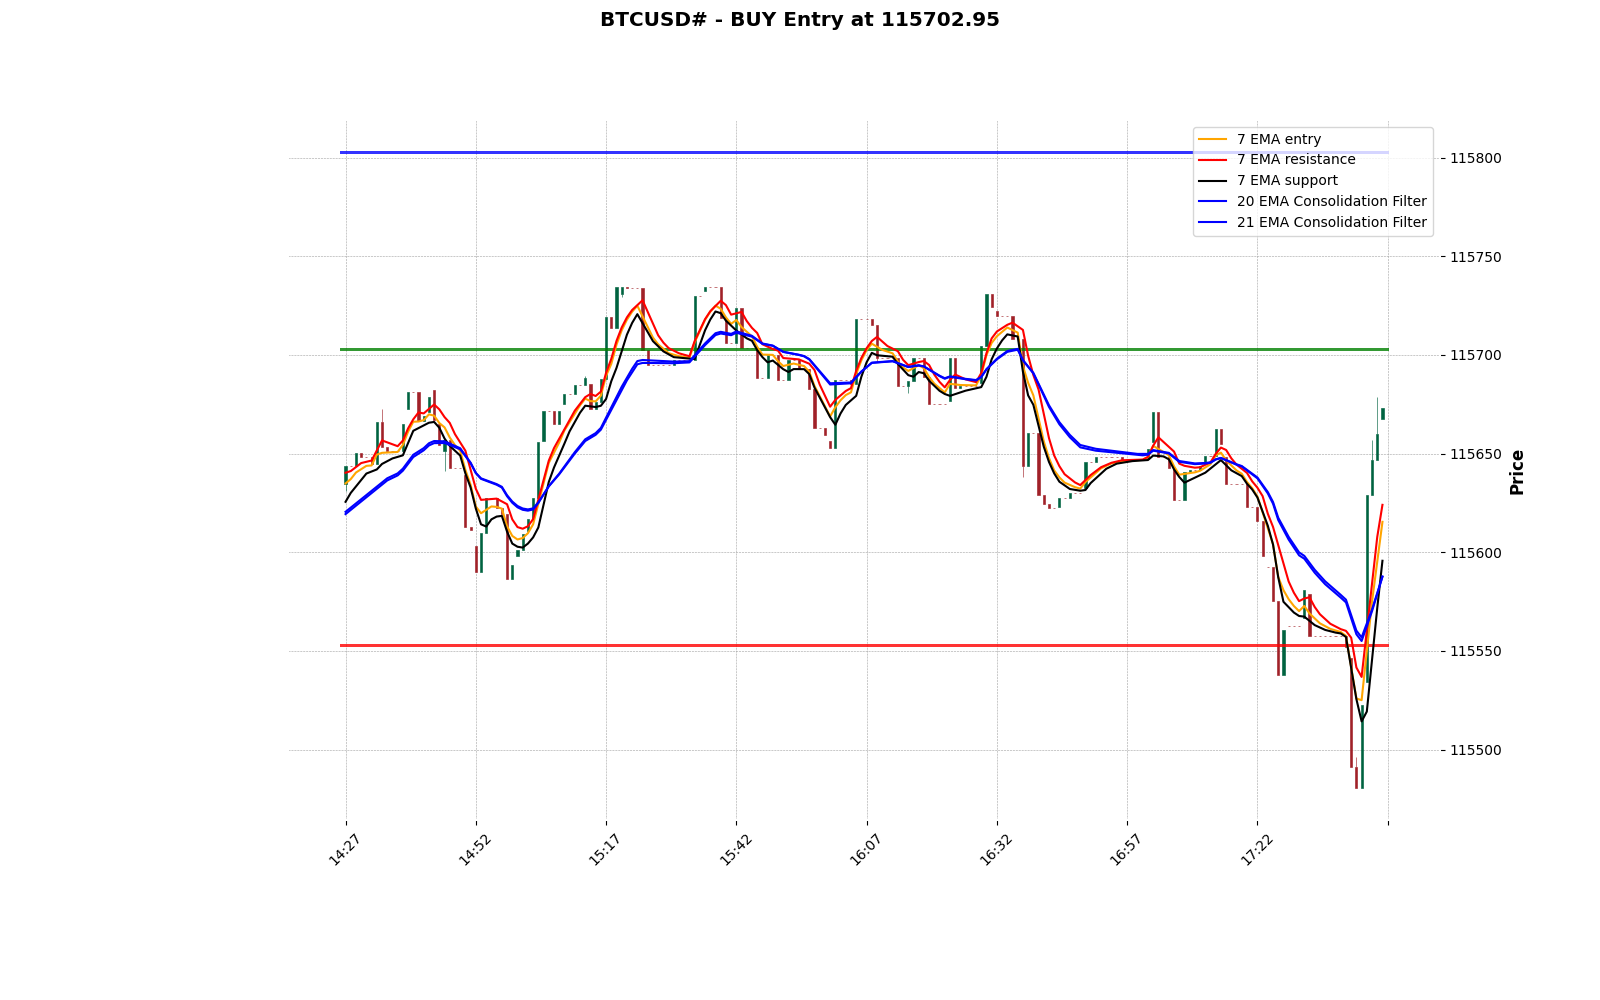 BTCUSD# - BUY Entry at 115702.95
7 EMA entry
7 EMA resistance
7 EMA support
20 EMA Consolidation Filter
21 EMA Consolidation Filter
115800
115750
115700
115650
115600
115550
115500
Price
14:27
14:52
15:17
15:42
16:07
16:32
16:57
17:22